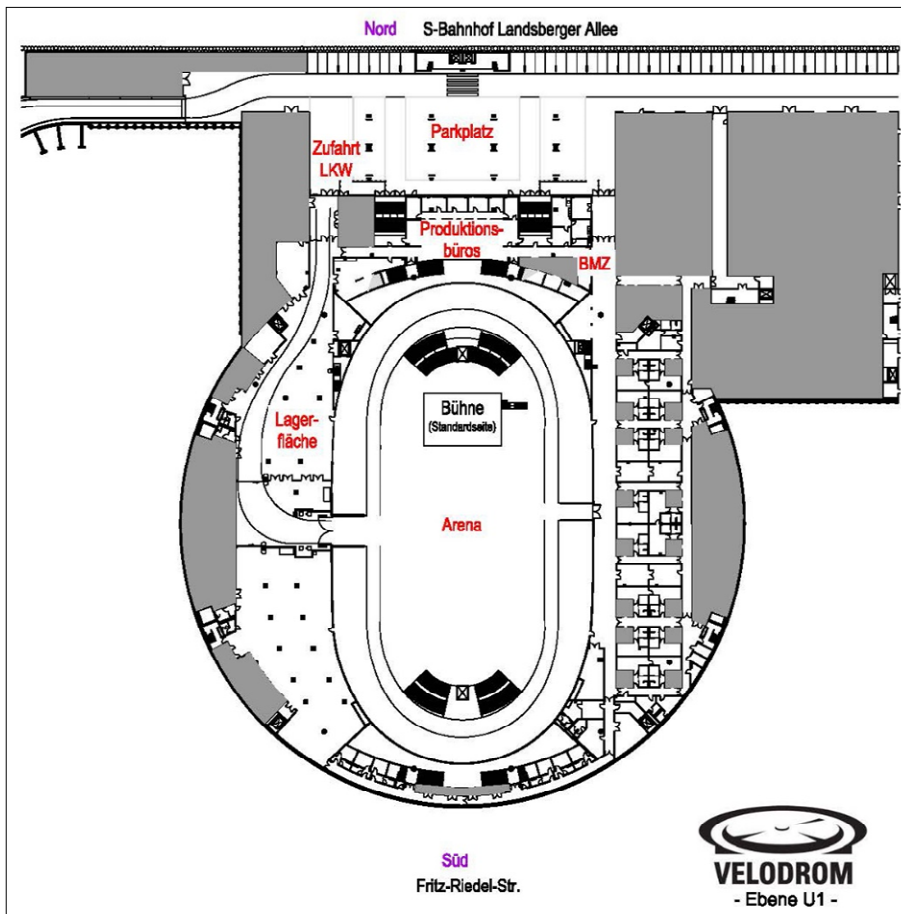 Nord S-Bahnhof Landsberger Allee
Parkplatz
Zufahrt
LKW
Produktions-
büros
BMZ
Bühne
(Standardseite)
Lager-
fläche
Arena
Süd
Fritz-Riedel-Str.
VELODROM
- Ebene U1 -